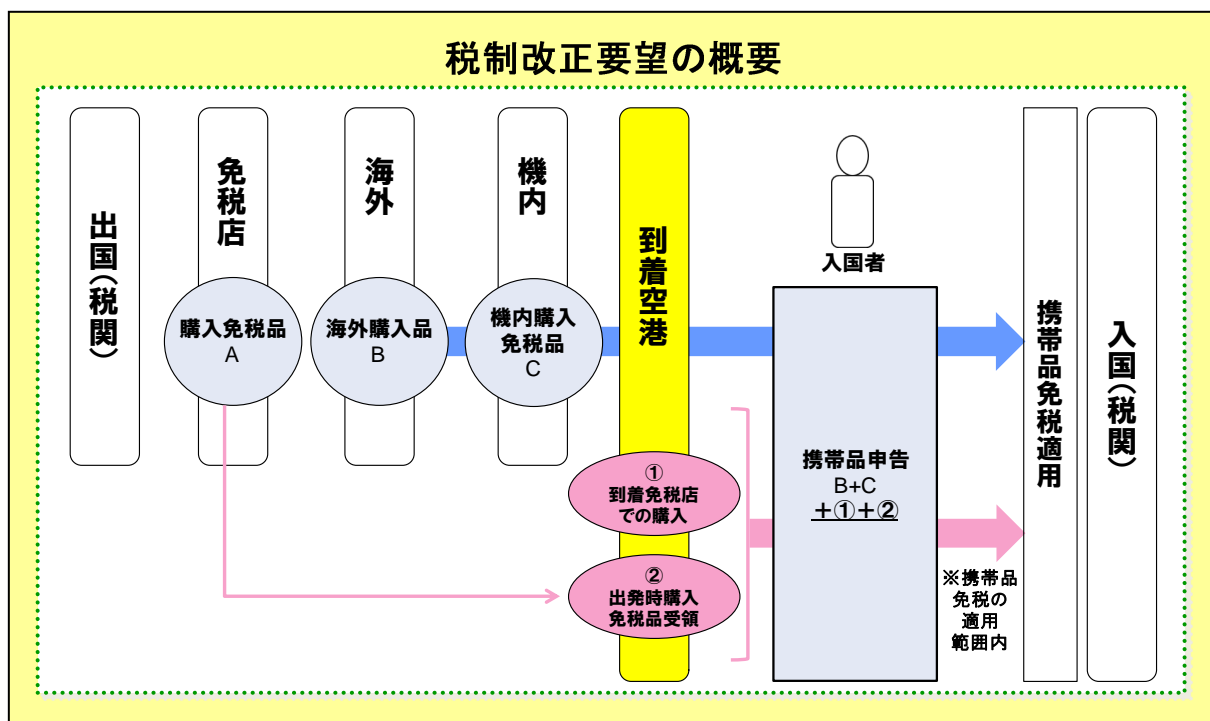 税制改正要望の概要
出国(税関)
免税店
購入免税品
A
海外
海外購入品
B
機内
機内購入
免税品
C
到着空港
①
到着免税店
での購入
②
出発時購入
免税品受領
入国者
携帯品申告
B+C
+①+②
※携帯品
免税の
適用
範囲内
携帯品免税適用
入国(税関)